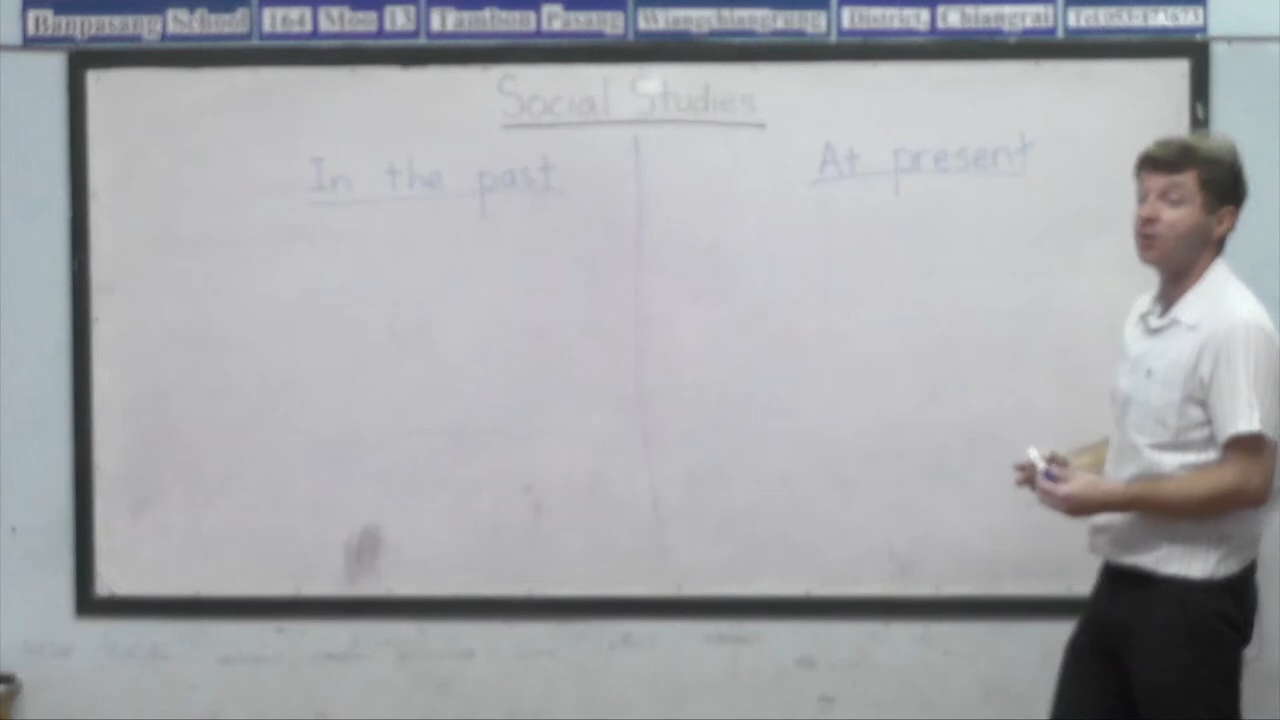 Banpasang School 164 Moo 13 Tambon Pasang Wiangchiangrung District, Chiangrai
Social Studies
In the past
At present